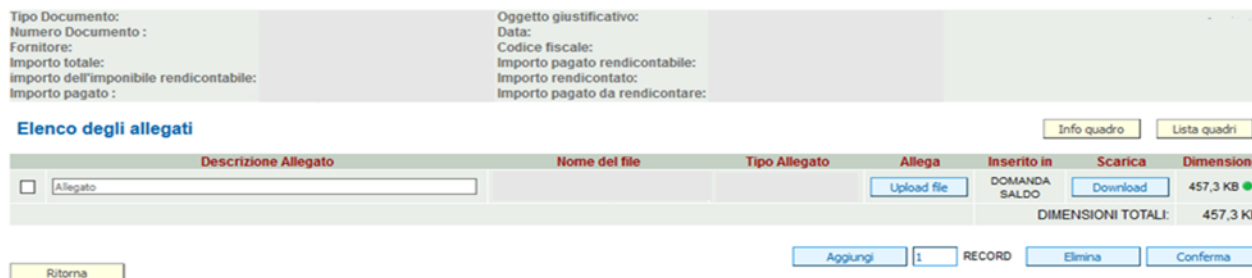 Tipo Documento: Oggetto giustificativo:
Numero Documento : Data:
Fornitore: Codice fiscale:
Importo totale: Importo pagato rendicontabile:
importo dell'imponibile rendicontabile: Importo rendicontato:
Importo pagato : Importo pagato da rendicontare:
Elenco degli allegati Info quadro Lista quadri
Descrizione Allegato Nome del file Tipo Allegato Allega Inserito in Scarica Dimension
Allegato Upload file DOMANDA SALDO Download 457,3 KB
DIMENSIONI TOTALI: 457,3 K
Aggiungi 1 RECORD Elimina Conferma
Ritorna